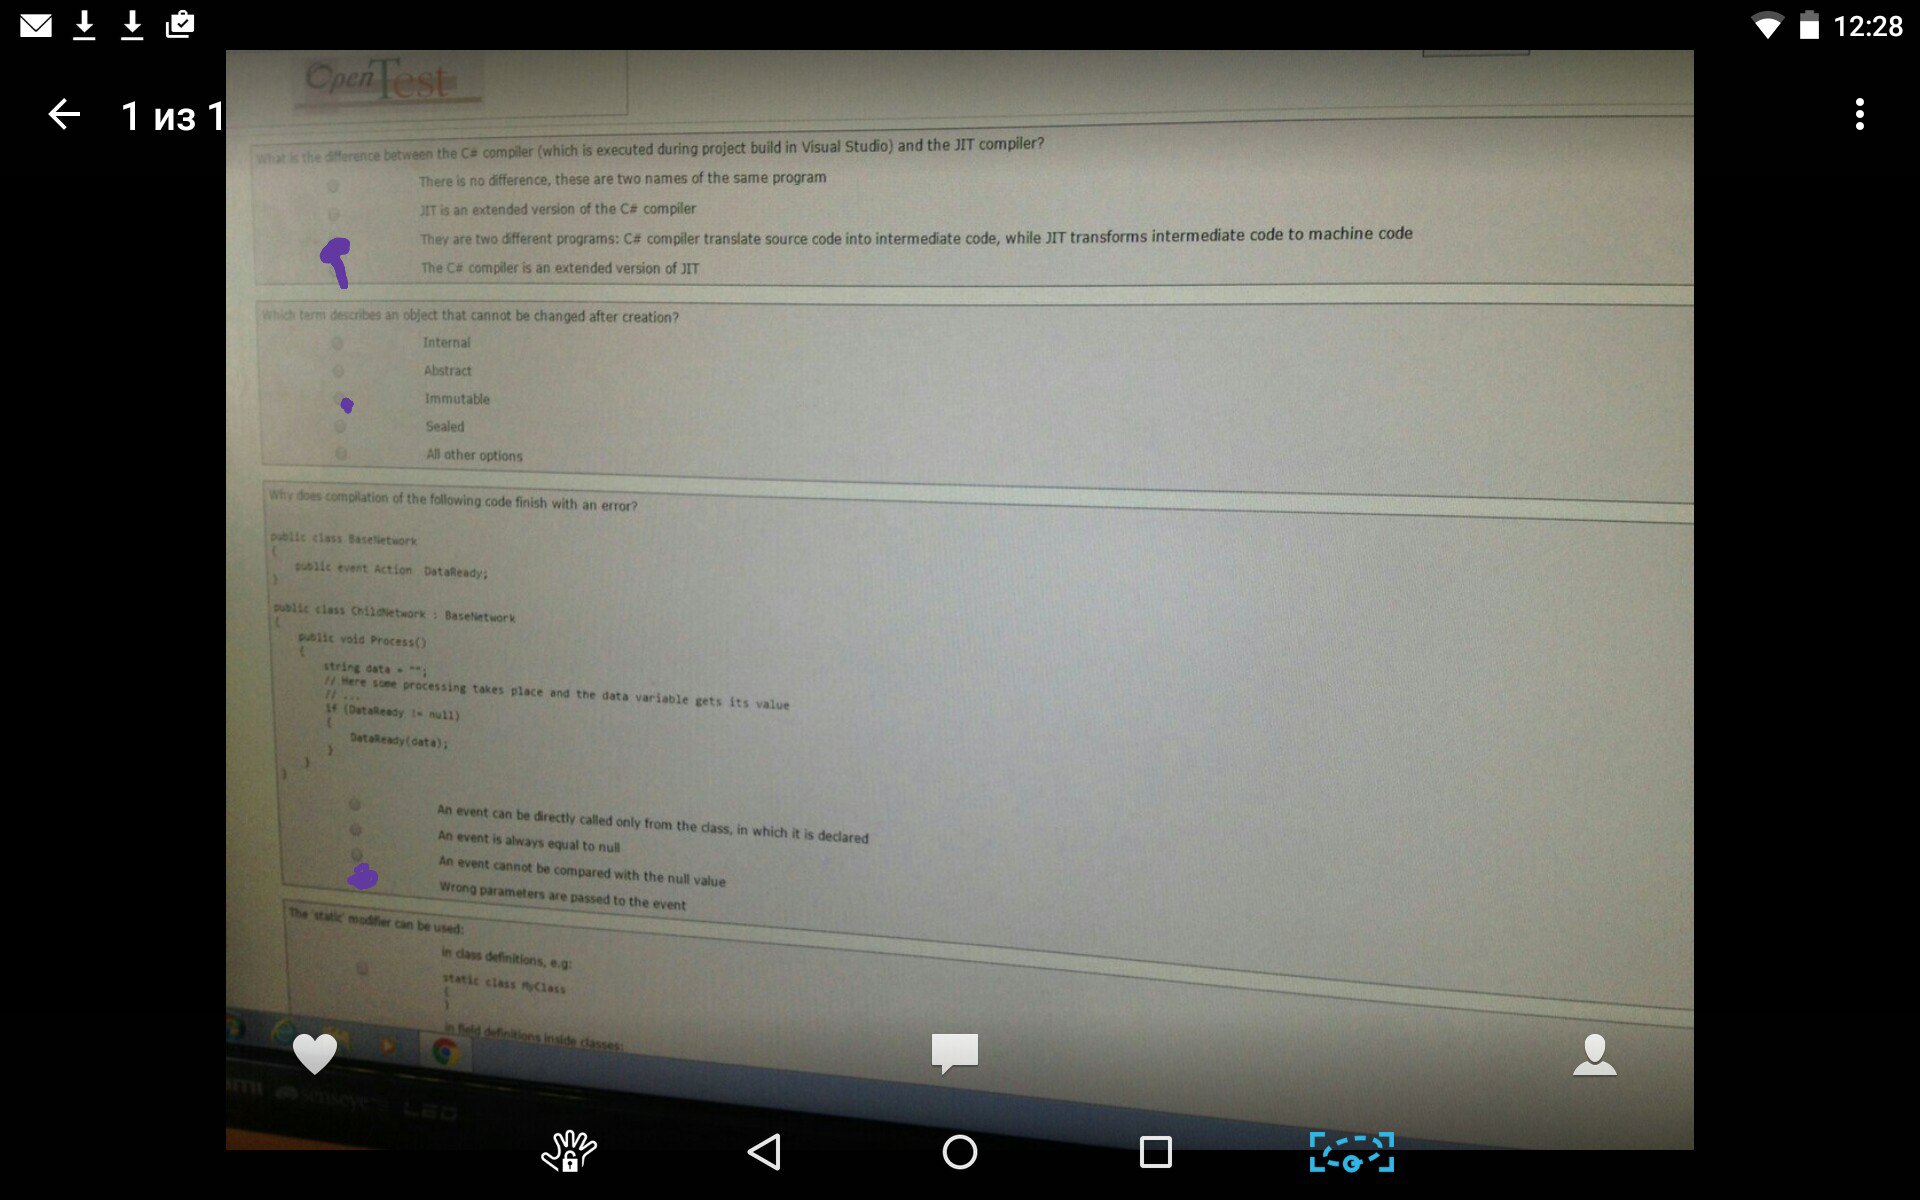 12:28
1 из 1
OpenTest
What is the difference between the C# compiler (which is executed during project build in Visual Studio) and the JIT compiler?
There is no difference, these are two names of the same program
JIT is an extended version of the C# compiler
They are two different programs: C# compiler translate source code into intermediate code, while JIT transforms intermediate code to machine code
The C# compiler is an extended version of JIT
Which term describes an object that cannot be changed after creation?
Internal
Abstract
Immutable
Sealed
All other options
Why does compilation of the following code finish with an error?
public class BaseNetwork
{
public event Action DataReady;
}
public class ChildNetwork : BaseNetwork
{
public void Process()
{
string data = "";
// Here some processing takes place and the data variable gets its value
// ...
if (DataReady != null)
{
DataReady(data);
}
}
}
An event can be directly called only from the class, in which it is declared
An event is always equal to null
An event cannot be compared with the null value
Wrong parameters are passed to the event
The 'static' modifier can be used:
in class definitions, e.g:
static class MyClass
{
}
in field definitions inside classes:
LED